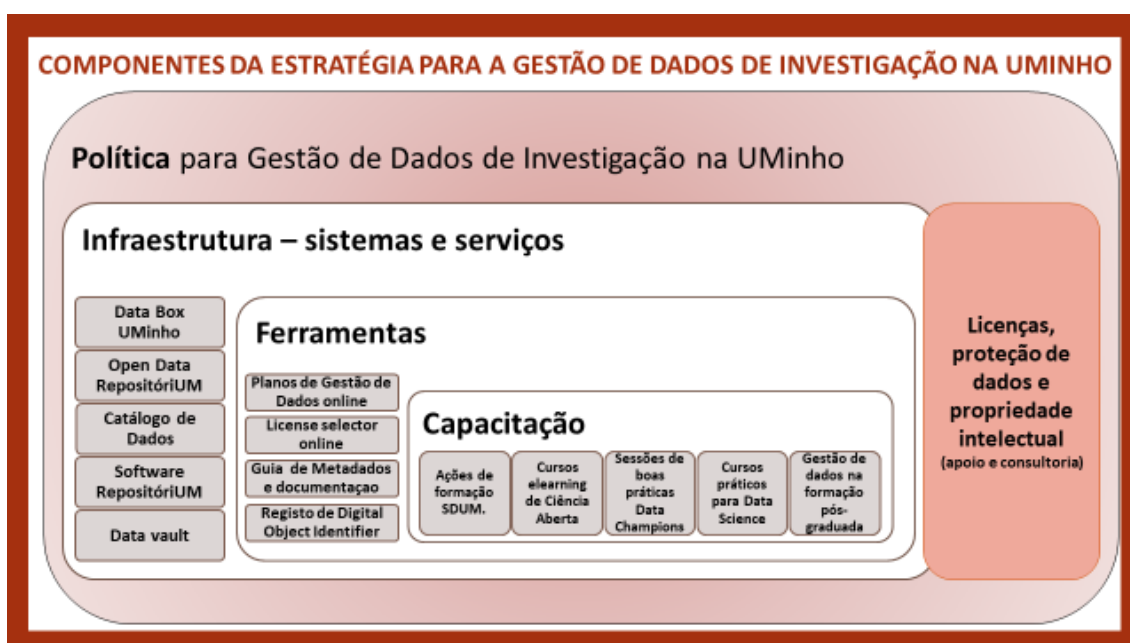 COMPONENTES DA ESTRATÉGIA PARA A GESTÃO DE DADOS DE INVESTIGAÇÃO NA UMINHO
Política para Gestão de Dados de Investigação na UMinho
Infraestrutura – sistemas e serviços
Data Box
UMinho
Open Data
RepositóriUM
Catálogo de
Dados
Software
RepositóriUM
Data vault
Ferramentas
Planos de Gestão de
Dados online
License selector
online
Guia de Metadados
e documentaçao
Registo de Digital
Object Identifier
Capacitação
Ações de
formação
SDUM.
Cursos
elearning
de Ciência
Aberta
Sessões de
boas
práticas
Data
Champions
Cursos
práticos
para Data
Science
Gestão de
dados na
formação
pós-
graduada
Licenças,
proteção de
dados e
propriedade
intelectual
(apoio e consultoria)